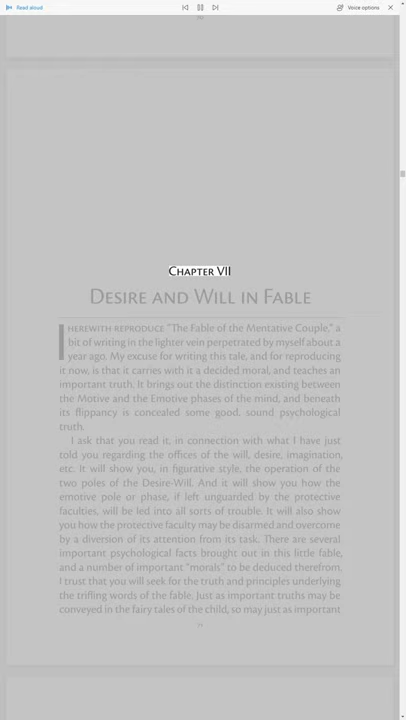 Read aloud
Voice options
Chapter VII
Desire and Will in Fable
I herewith reproduce "The Fable of the Mentative Couple," a
bit of writing in the lighter vein perpetrated by myself about a
year ago. My excuse for writing this tale, and for reproducing
it now, is that it carries with it a decided moral, and teaches an
important truth. It brings out the distinction existing between
the Motive and the Emotive phases of the mind, and beneath
its flippancy is concealed some good, sound psychological
truth.
I ask that you read it, in connection with what I have just
told you regarding the offices of the will, desire, imagination,
etc. It will show you, in figurative style, the operation of the
two poles of the Desire-Will. And it will show you how the
emotive pole or phase, if left unguarded by the protective
faculties, will be led into all sorts of trouble. It will also show
you how the protective faculty may be disarmed and overcome
by a diversion of its attention from its task. There are several
important psychological facts brought out in this little fable,
and a number of important "morals" to be deduced therefrom.
I trust that you will seek for the truth and principles underlying
the trifling words of the fable. Just as important truths may be
conveyed in the fairy tales of the child, so may just as important